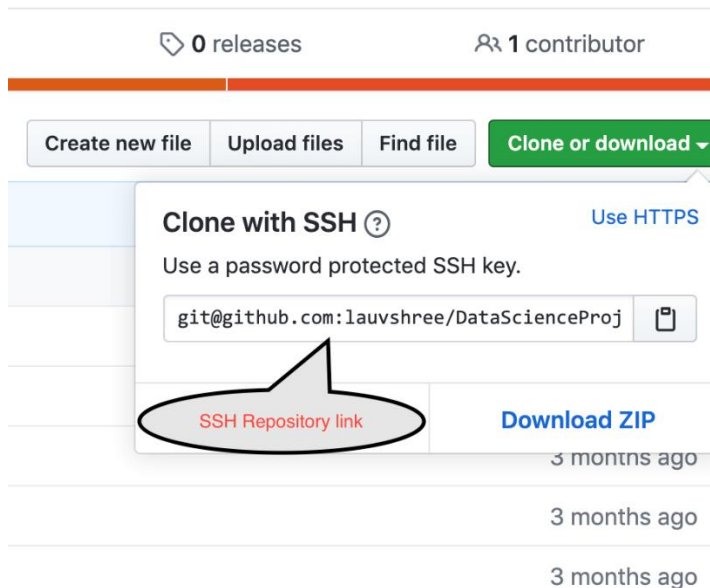 0 releases
1 contributor
Create new file
Upload files
Find file
Clone or download
Clone with SSH
Use HTTPS
Use a password protected SSH key.
git@github.com:lauvshree/DataScienceProj
SSH Repository link
Download ZIP
3 months ago
3 months ago
3 months ago